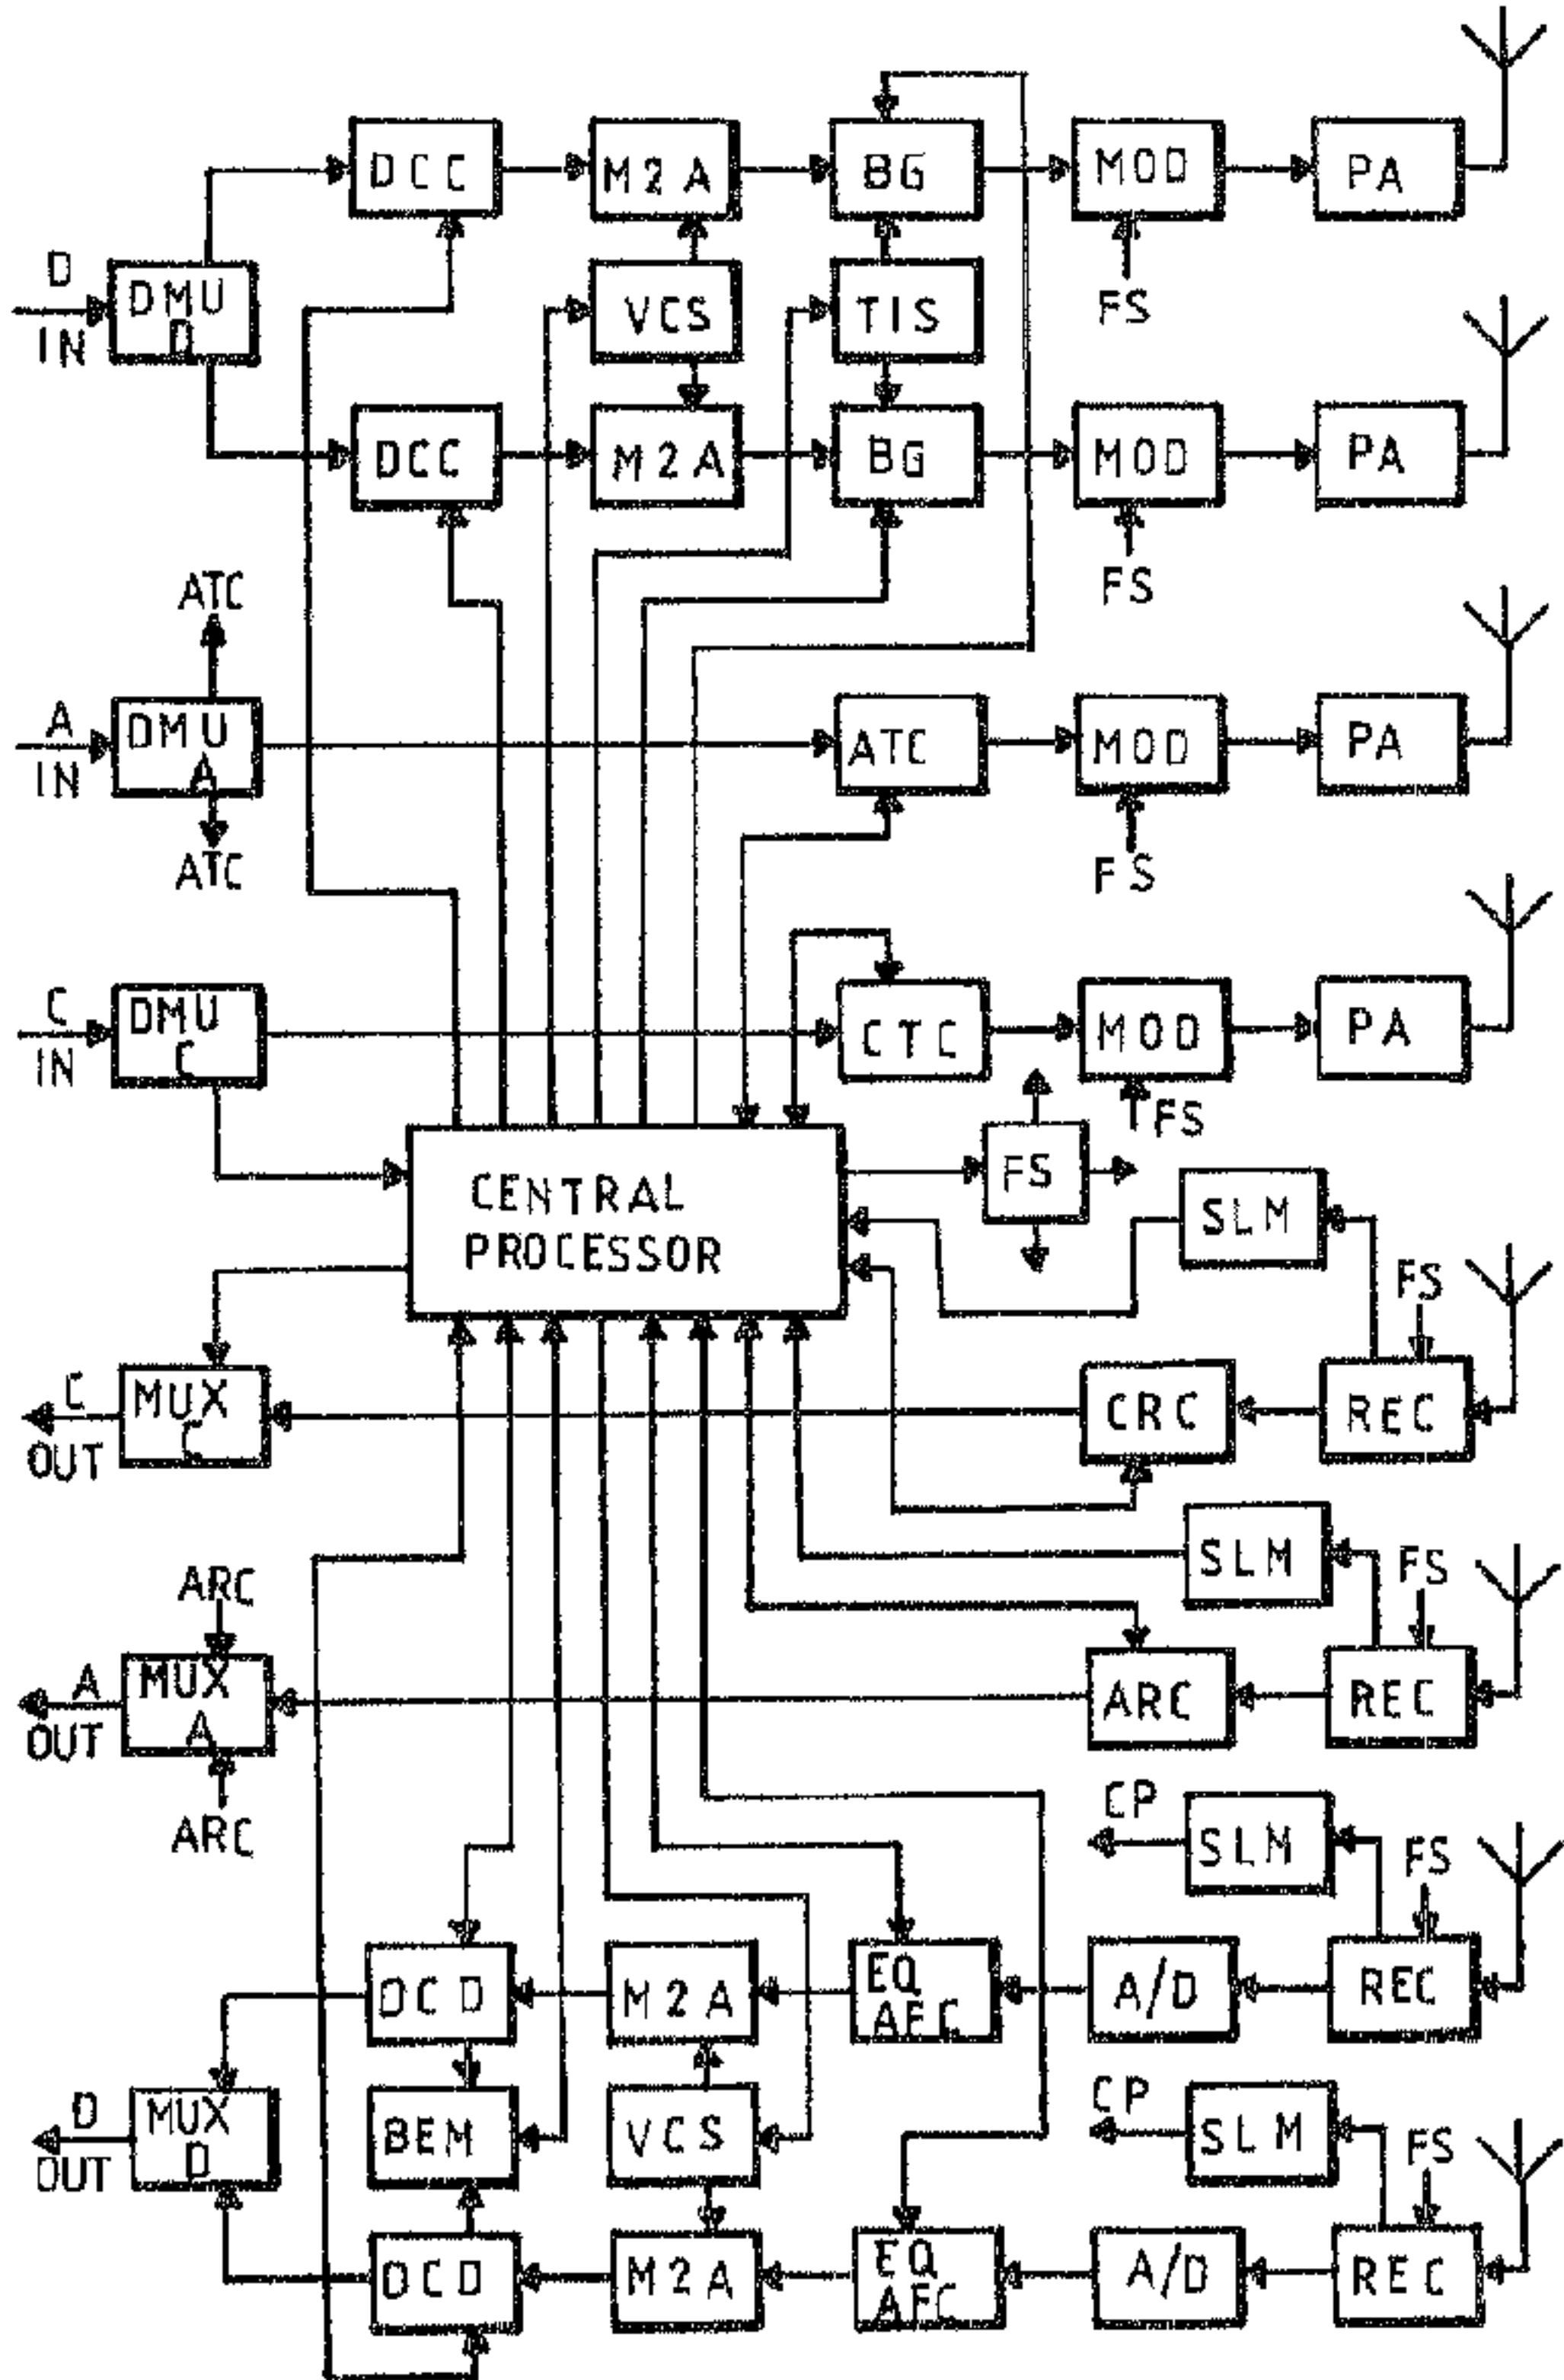 DCC M2A BG MOD PA
D IN DMU D VCS TIS FS
DCC M2A BG MOD PA
FS
ATC
A IN DMU A ATC MOD PA
ATC FS
C IN DMU C CTC MOD PA
FS
CENTRAL PROCESSOR FS SLM
FS
C OUT MUX C CRC REC
SLM FS
ARC
A OUT MUX A ARC REC
ARC
CP SLM FS
DCD M2A EQ AFC A/D REC
D OUT MUX D BEM VCS CP SLM FS
DCD M2A EQ AFC A/D REC